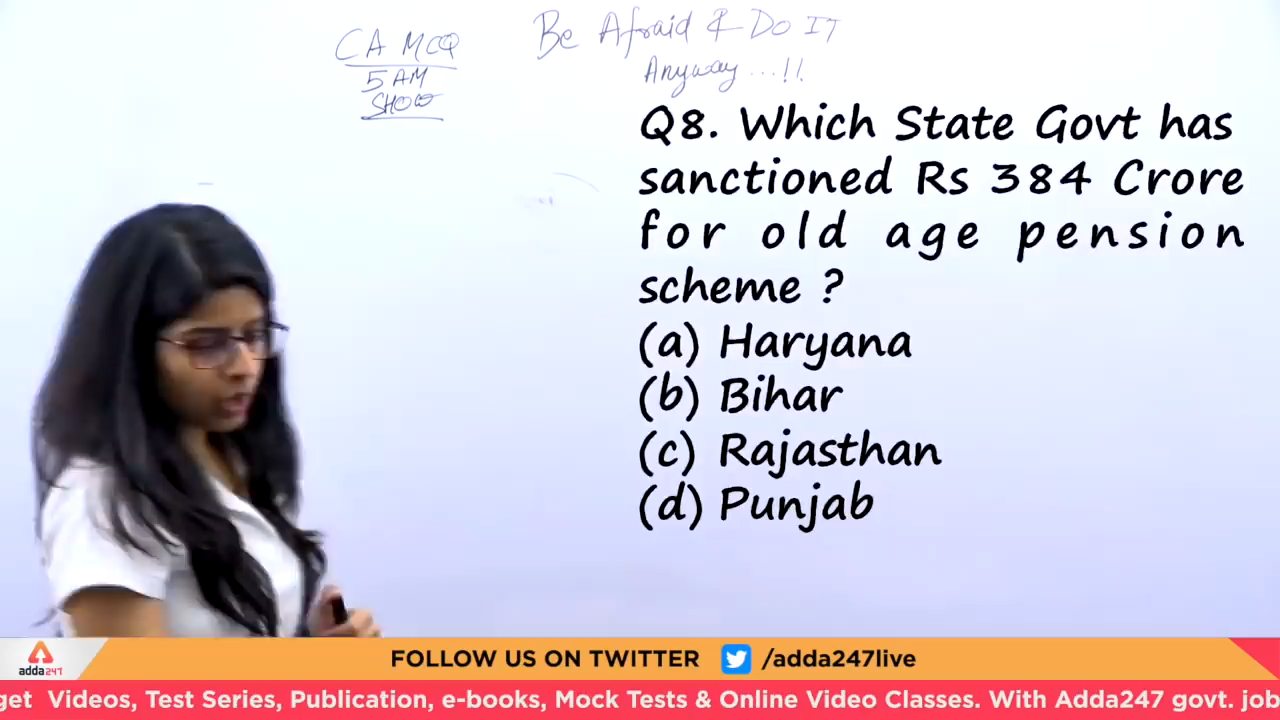 CA MCQ
5 AM
SHOW
Be Afraid & Do IT
Anyway...!!
Q8. Which State Govt has
sanctioned Rs 384 Crore
for old age pension
scheme ?
(a) Haryana
(b) Bihar
(c) Rajasthan
(d) Punjab
adda247
FOLLOW US ON TWITTER /adda247live
get Videos, Test Series, Publication, e-books, Mock Tests & Online Video Classes. With Adda247 govt. job